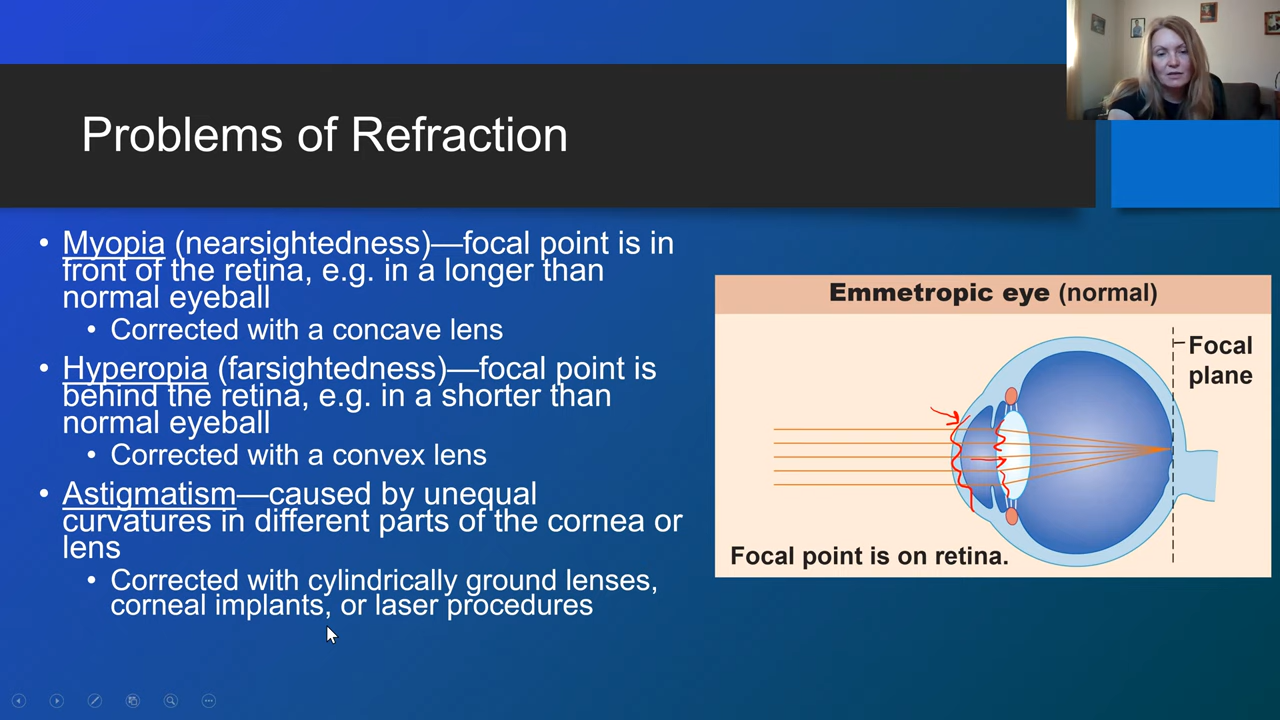 Problems of Refraction
• Myopia (nearsightedness)—focal point is in
front of the retina, e.g. in a longer than
normal eyeball
• Corrected with a concave lens
• Hyperopia (farsightedness)—focal point is
behind the retina, e.g. in a shorter than
normal eyeball
• Corrected with a convex lens
• Astigmatism—caused by unequal
curvatures in different parts of the cornea or
lens
• Corrected with cylindrically ground lenses,
corneal implants, or laser procedures
Emmetropic eye (normal)
Focal
plane
Focal point is on retina.